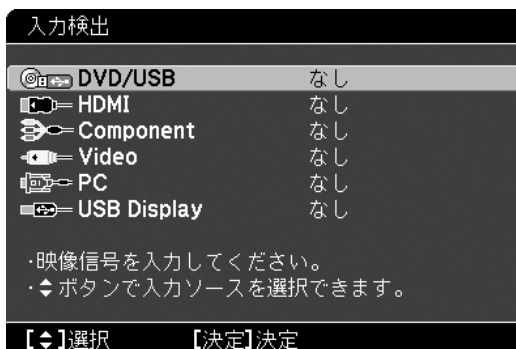 入力検出
DVD/USB なし
HDMI なし
Component なし
Video なし
PC なし
USB Display なし
・映像信号を入力してください。
・ボタンで入力ソースを選択できます。
【】選択 【決定】決定